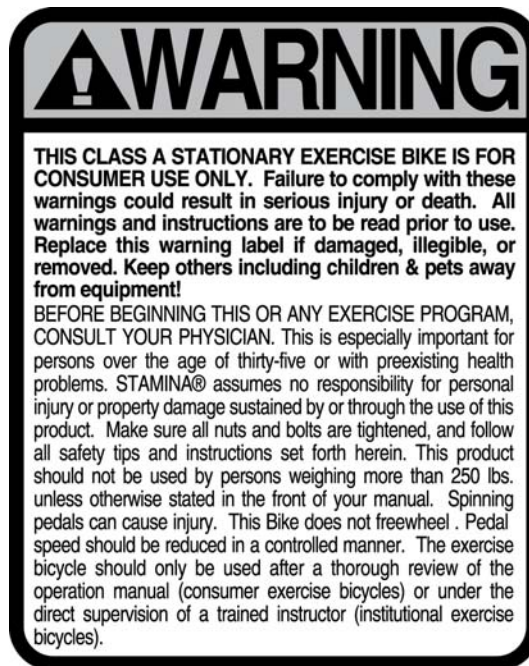 WARNING
THIS CLASS A STATIONARY EXERCISE BIKE IS FOR
CONSUMER USE ONLY. Failure to comply with these
warnings could result in serious injury or death. All
warnings and instructions are to be read prior to use.
Replace this warning label if damaged, illegible, or
removed. Keep others including children & pets away
from equipment!
BEFORE BEGINNING THIS OR ANY EXERCISE PROGRAM,
CONSULT YOUR PHYSICIAN. This is especially important for
persons over the age of thirty-five or with preexisting health
problems. STAMINA® assumes no responsibility for personal
injury or property damage sustained by or through the use of this
product. Make sure all nuts and bolts are tightened, and follow
all safety tips and instructions set forth herein. This product
should not be used by persons weighing more than 250 lbs.
unless otherwise stated in the front of your manual. Spinning
pedals can cause injury. This Bike does not freewheel . Pedal
speed should be reduced in a controlled manner. The exercise
bicycle should only be used after a thorough review of the
operation manual (consumer exercise bicycles) or under the
direct supervision of a trained instructor (institutional exercise
bicycles).